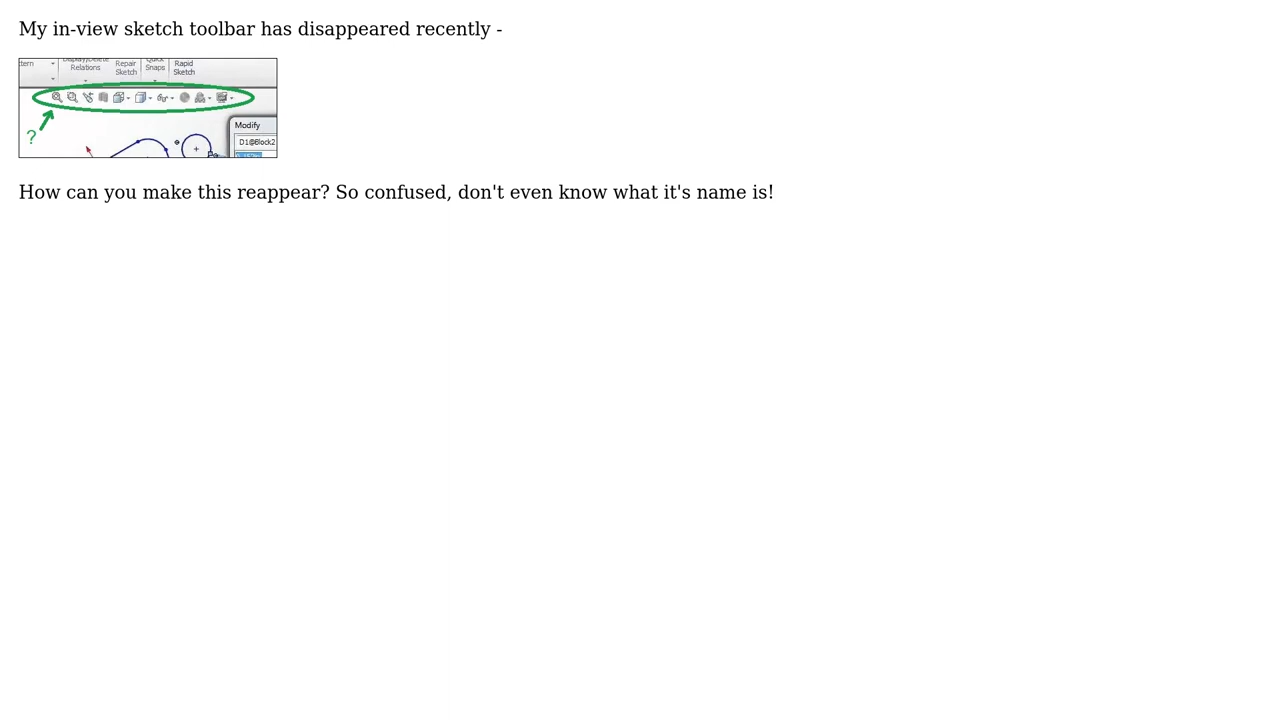 My in-view sketch toolbar has disappeared recently -
Relations
Repair
Sketch
Snaps
Rapid
Sketch
?
Modify
D1@Block2
How can you make this reappear? So confused, don't even know what it's name is!